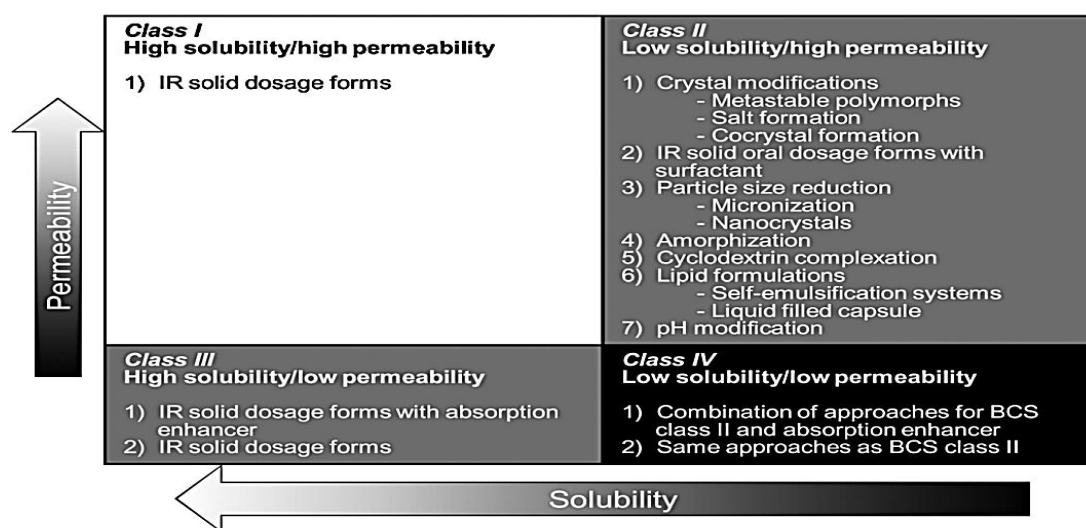 Class I
High solubility/high permeability
1) IR solid dosage forms
Class II
Low solubility/high permeability
1) Crystal modifications
- Metastable polymorphs
- Salt formation
- Cocrystal formation
2) IR solid oral dosage forms with
surfactant
3) Particle size reduction
- Micronization
- Nanocrystals
4) Amorphization
5) Cyclodextrin complexation
6) Lipid formulations
- Self-emulsification systems
- Liquid filled capsule
7) pH modification
Permeability
Class III
High solubility/low permeability
1) IR solid dosage forms with absorption
enhancer
2) IR solid dosage forms
Class IV
Low solubility/low permeability
1) Combination of approaches for BCS
class II and absorption enhancer
2) Same approaches as BCS class II
Solubility